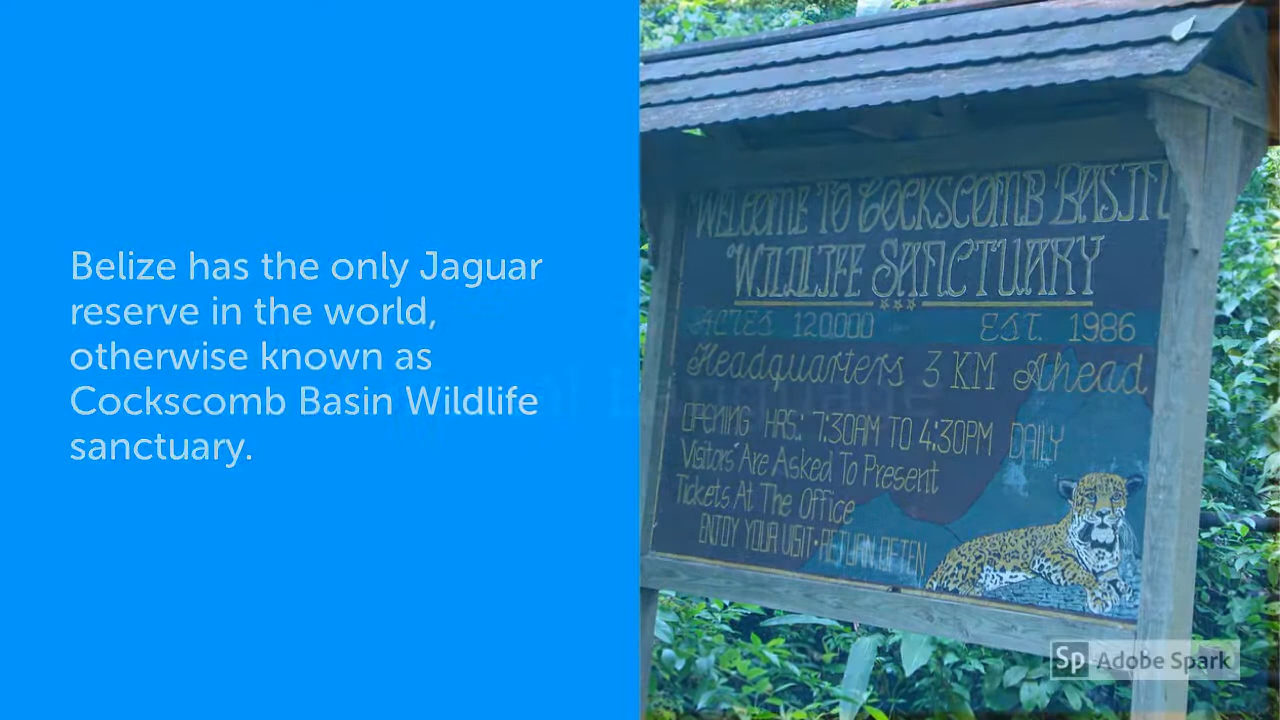 Belize has the only Jaguar
reserve in the world,
otherwise known as
Cockscomb Basin Wildlife
sanctuary.
WELCOME TO COCKSCOMB BASIN
WILDLIFE SANCTUARY
ACRES 120000 EST. 1986
Headquarters 3 KM Ahead
OPENING HRS: 7:30AM TO 4:30PM DAILY
Visitors Are Asked To Present
Tickets At The Office
ENJOY YOUR VISIT · RETURN OFTEN
Sp Adobe Spark